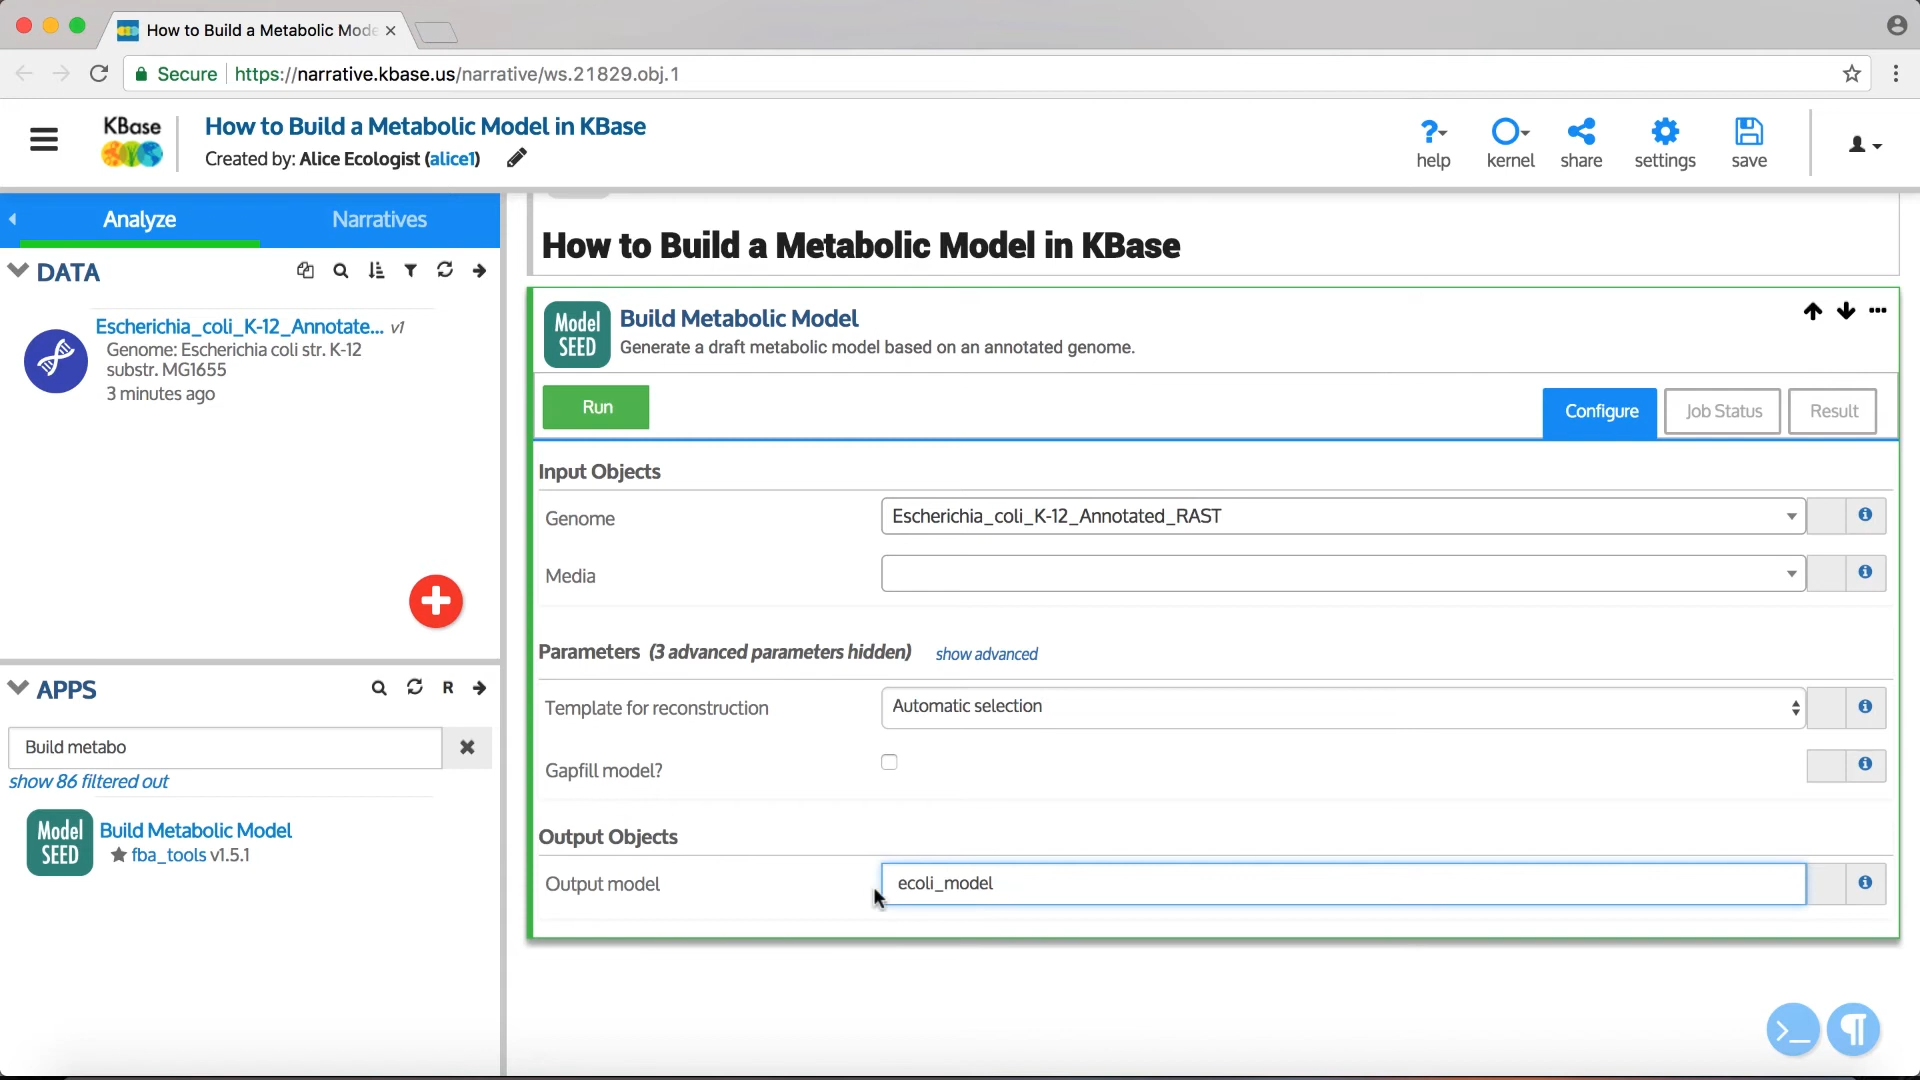 How to Build a Metabolic Mode
Secure https://narrative.kbase.us/narrative/ws.21829.obj.1
KBase
How to Build a Metabolic Model in KBase
Created by: Alice Ecologist (alice1)
help
kernel
share
settings
save
Analyze
Narratives
DATA
Escherichia_coli_K-12_Annotate... v1
Genome: Escherichia coli str. K-12
substr. MG1655
3 minutes ago
APPS
R
Build metabo
show 86 filtered out
Model
SEED
Build Metabolic Model
fba_tools v1.5.1
How to Build a Metabolic Model in KBase
Model
SEED
Build Metabolic Model
Generate a draft metabolic model based on an annotated genome.
Run
Configure
Job Status
Result
Input Objects
Genome
Escherichia_coli_K-12_Annotated_RAST
Media
Parameters (3 advanced parameters hidden) show advanced
Template for reconstruction
Automatic selection
Gapfill model?
Output Objects
Output model
ecoli_model